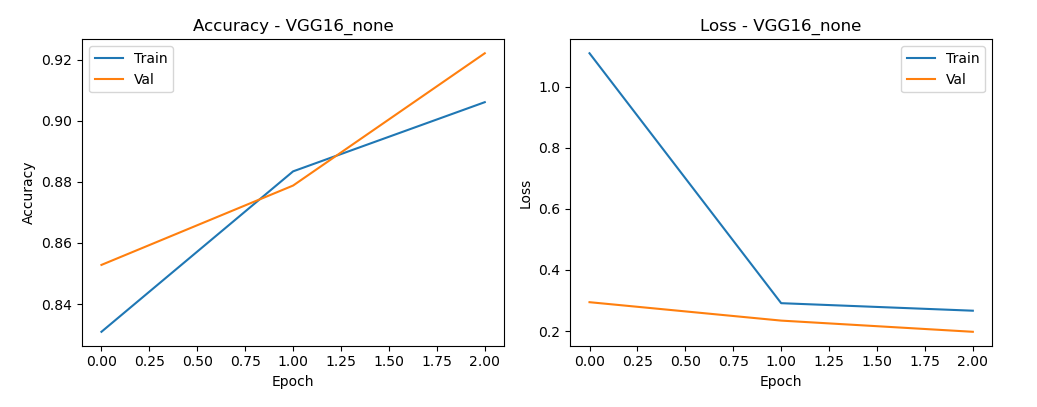 Accuracy - VGG16_none
Train
Val
0.92
0.90
0.88
0.86
0.84
Accuracy
0.00 0.25 0.50 0.75 1.00 1.25 1.50 1.75 2.00
Epoch
Loss - VGG16_none
Train
Val
1.0
0.8
0.6
0.4
0.2
Loss
0.00 0.25 0.50 0.75 1.00 1.25 1.50 1.75 2.00
Epoch